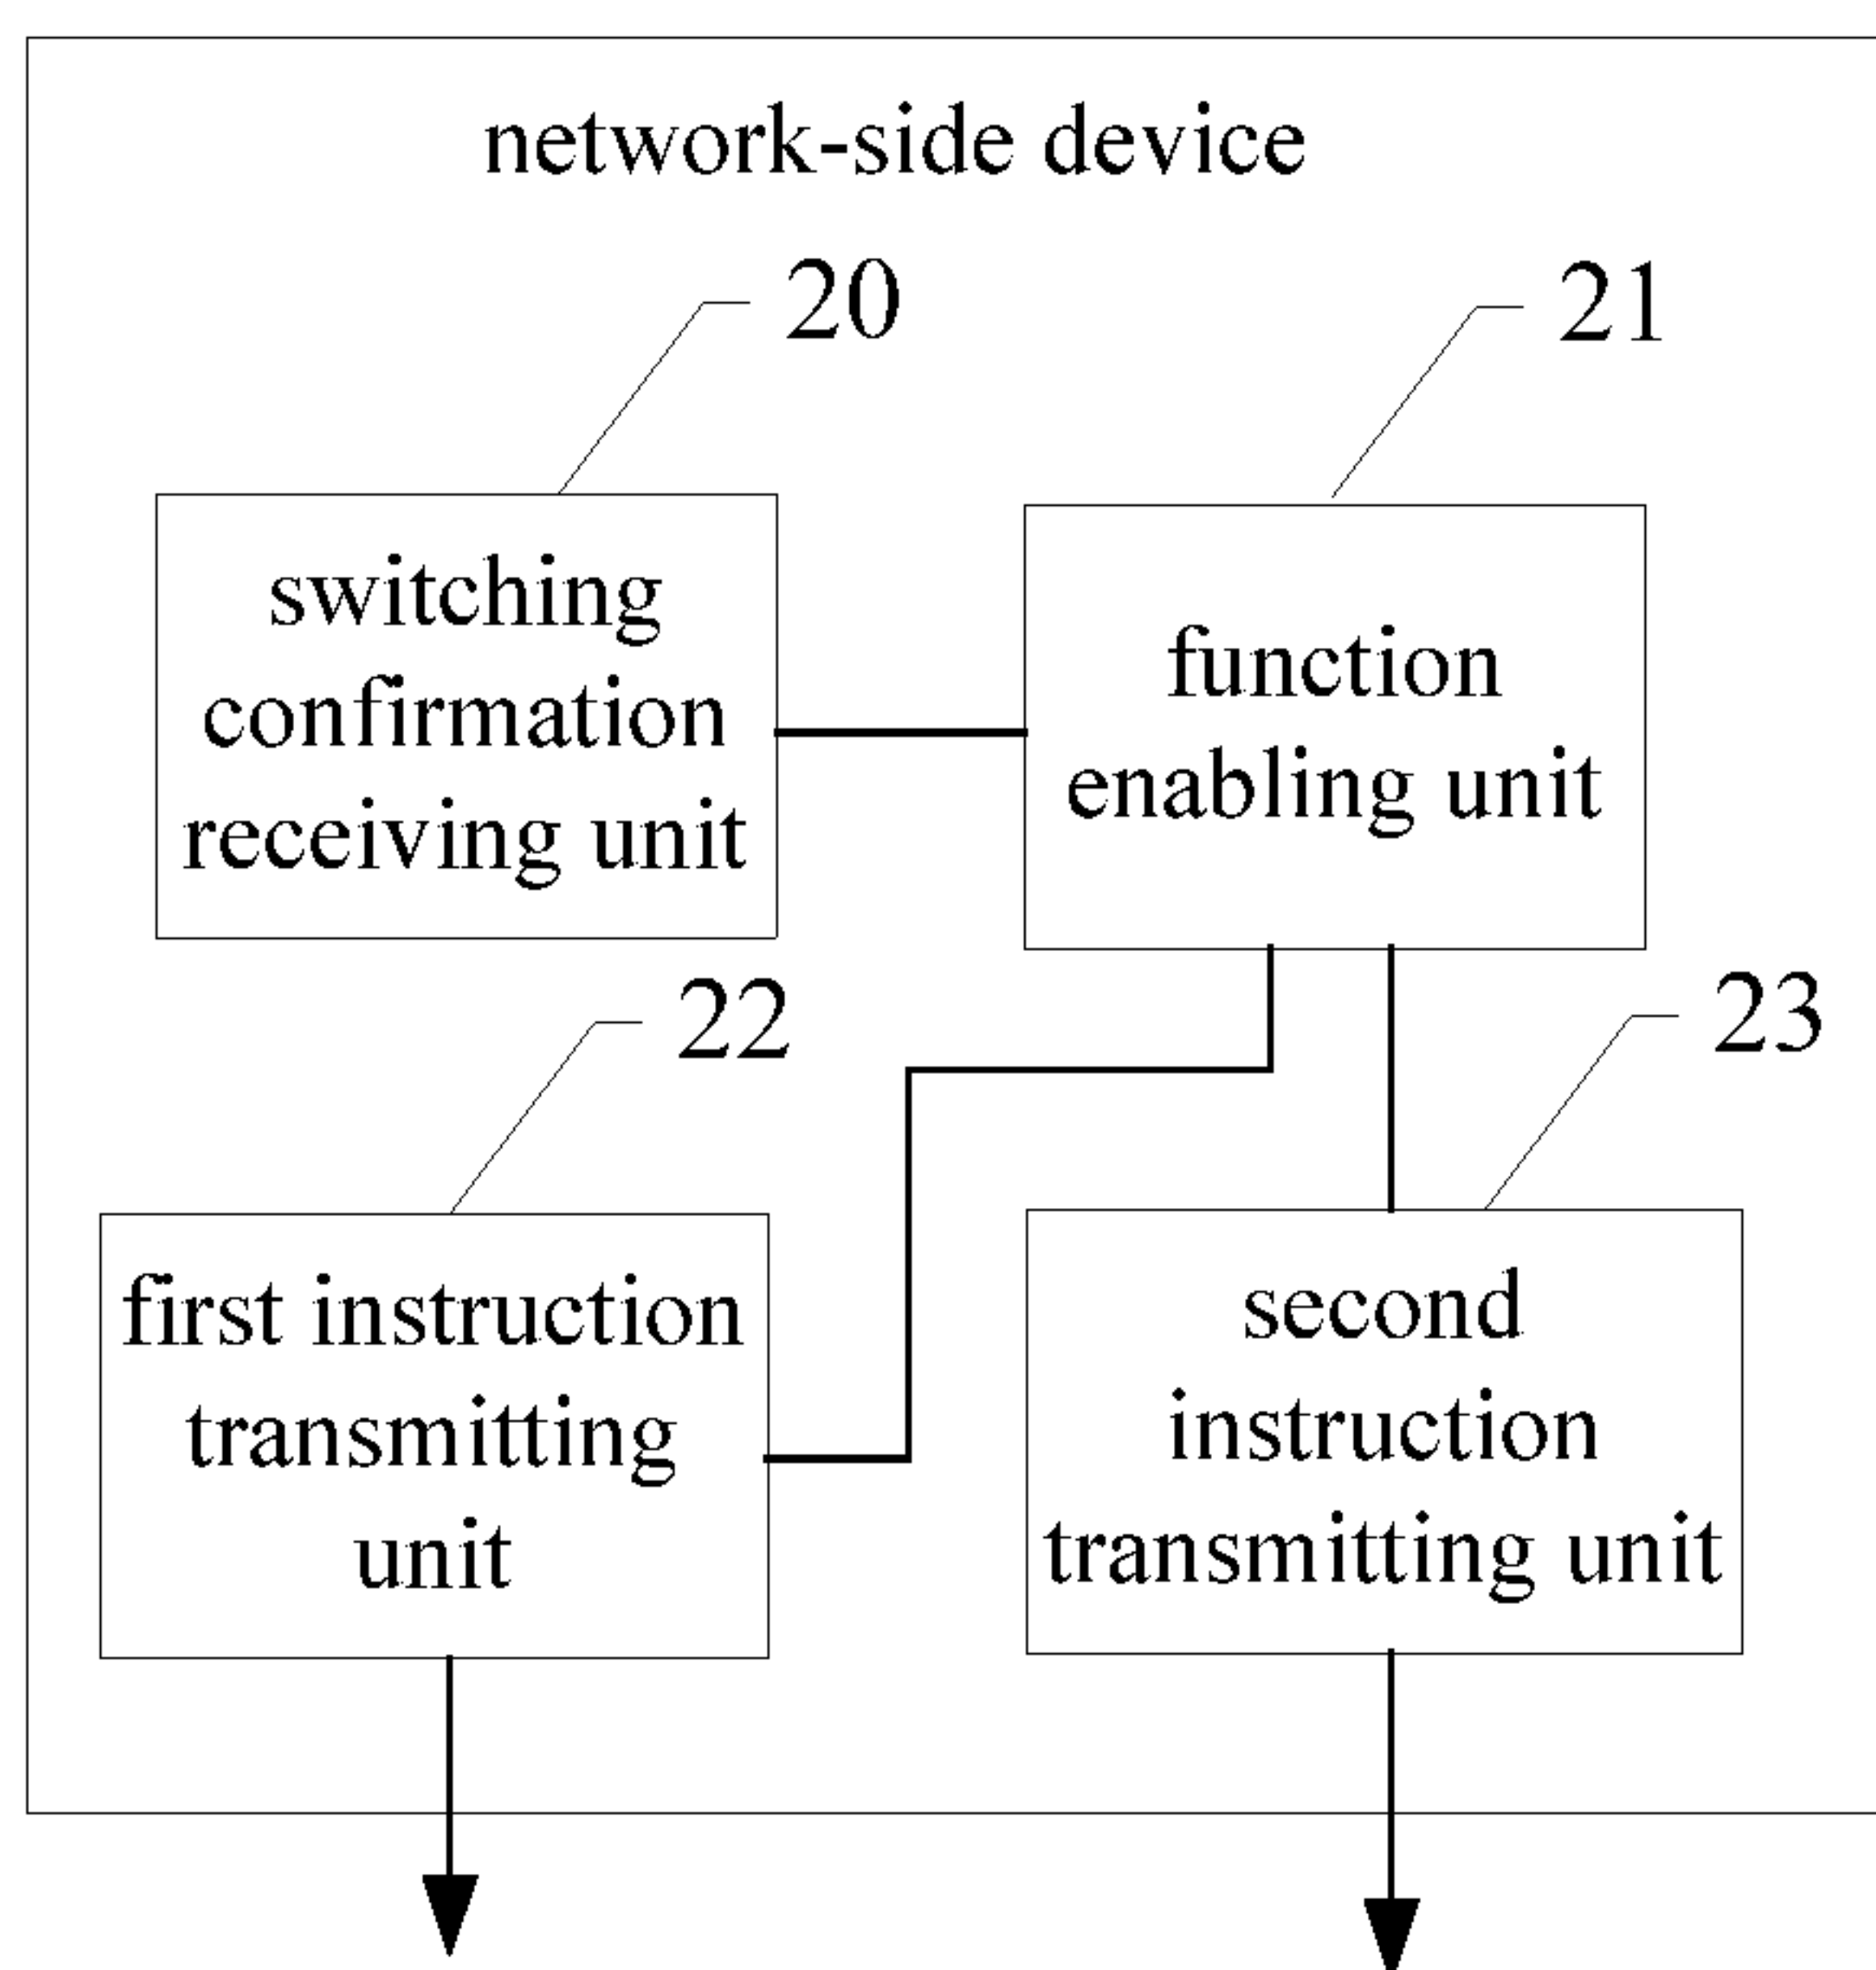 network-side device
20
21
switching
confirmation
receiving unit
function
enabling unit
22
23
first instruction
transmitting
unit
second
instruction
transmitting unit